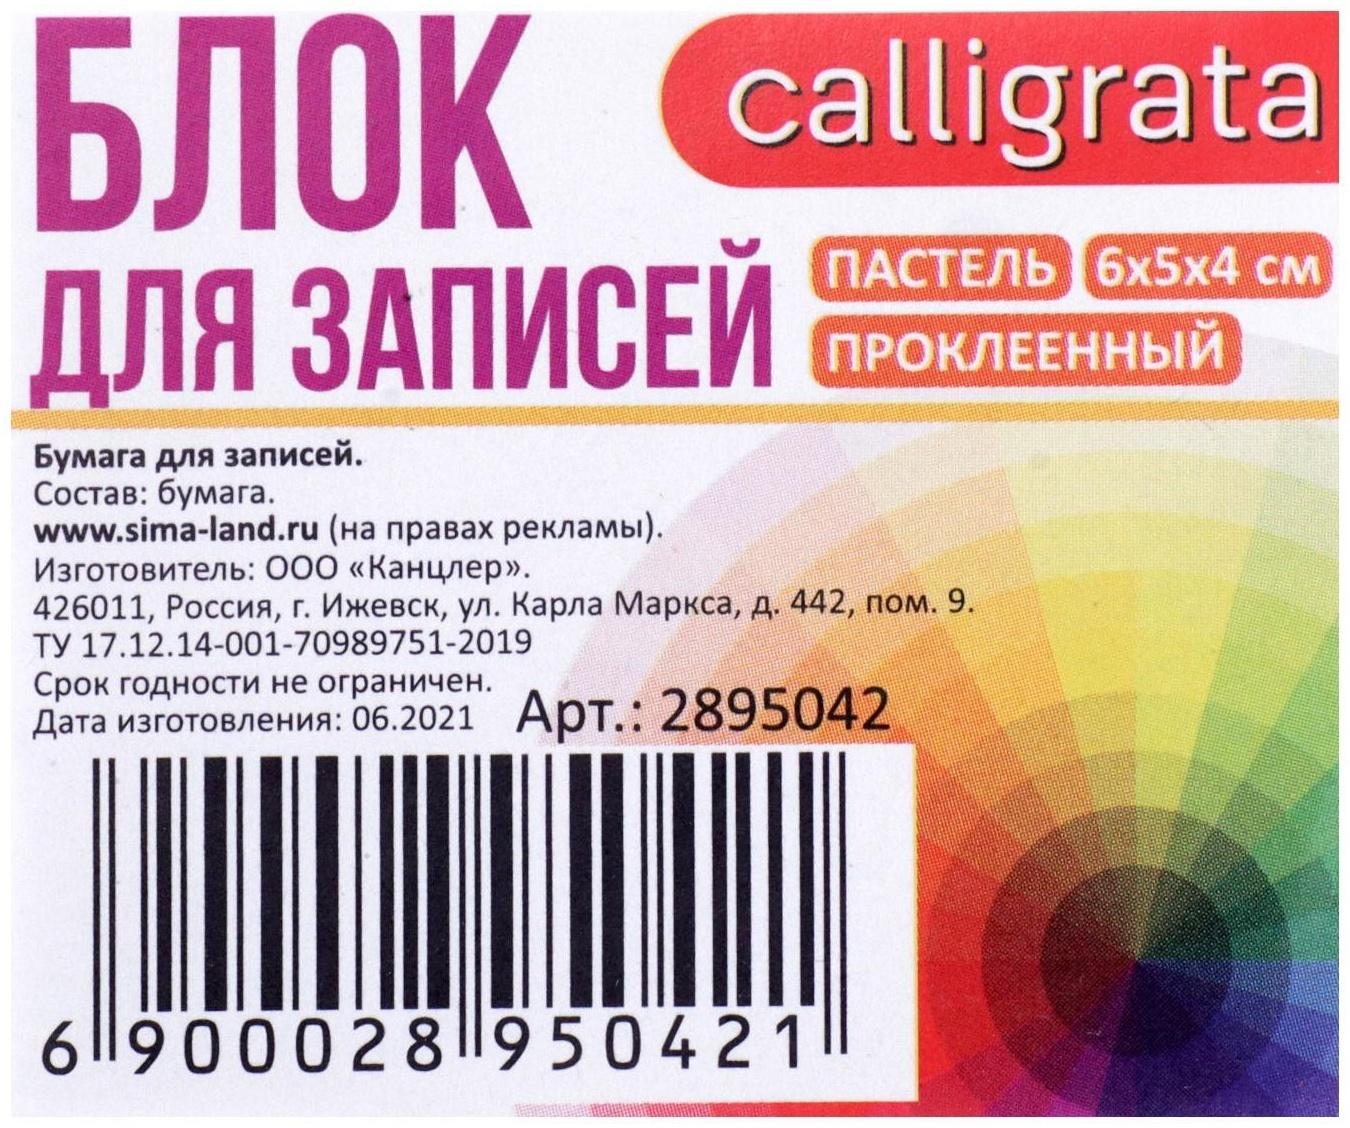 БЛОК
calligrata
ДЛЯ ЗАПИСЕЙ
ПАСТЕЛЬ 6x5x4 см
ПРОКЛЕЕННЫЙ
Бумага для записей.
Состав: бумага.
www.sima-land.ru (на правах рекламы).
Изготовитель: ООО «Канцлер».
426011, Россия, г. Ижевск, ул. Карла Маркса, д. 442, пом. 9.
ТУ 17.12.14-001-70989751-2019
Срок годности не ограничен.
Дата изготовления: 06.2021 Арт.: 2895042
6 900028 950421